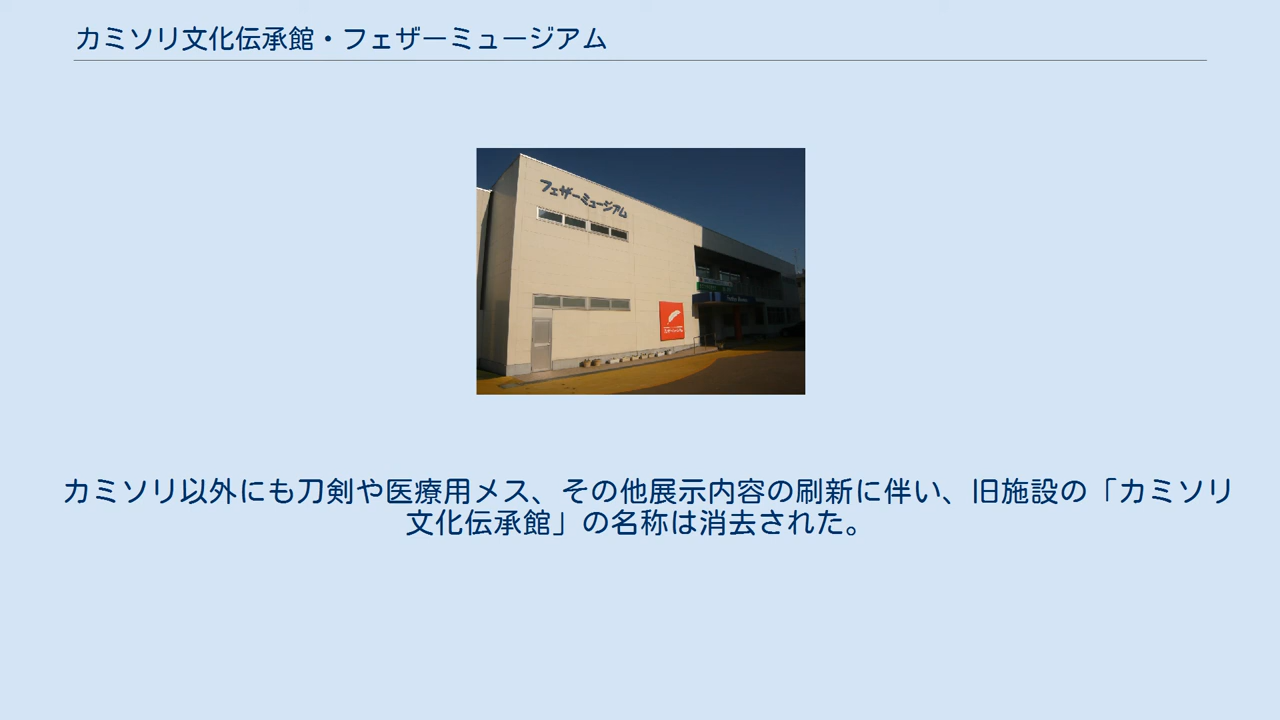 カミソリ文化伝承館・フェザーミュージアム
フェザーミュージアム
カミソリ以外にも刀剣や医療用メス、その他展示内容の刷新に伴い、旧施設の「カミソリ
文化伝承館」の名称は消去された。